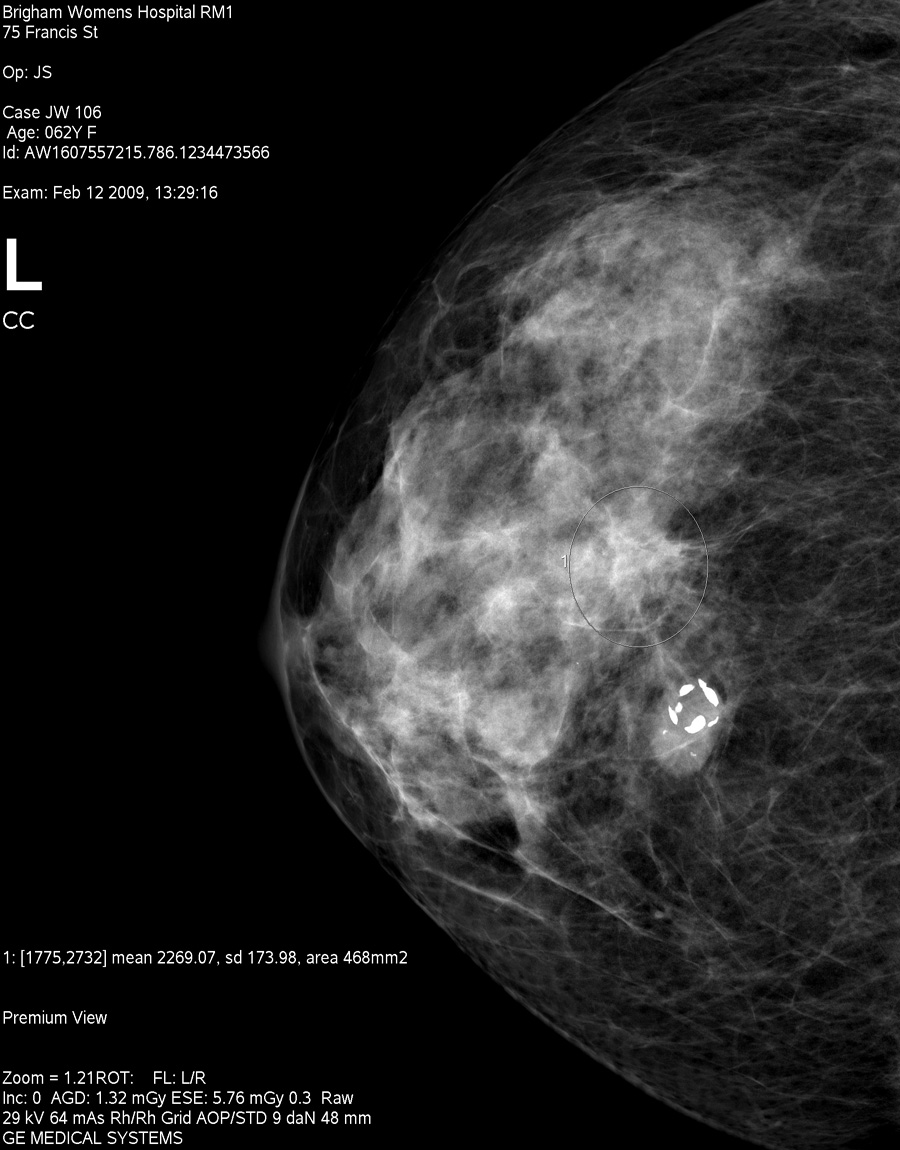 Brigham Womens Hospital RM1
75 Francis St
Op: JS
Case JW 106
Age: 062Y F
Id: AW1607557215.786.1234473566
Exam: Feb 12 2009, 13:29:16
L
CC
1
1: [1775,2732] mean 2269.07, sd 173.98, area 468mm2
Premium View
Zoom = 1.21ROT: FL: L/R
Inc: 0 AGD: 1.32 mGy ESE: 5.76 mGy 0.3 Raw
29 kV 64 mAs Rh/Rh Grid AOP/STD 9 daN 48 mm
GE MEDICAL SYSTEMS